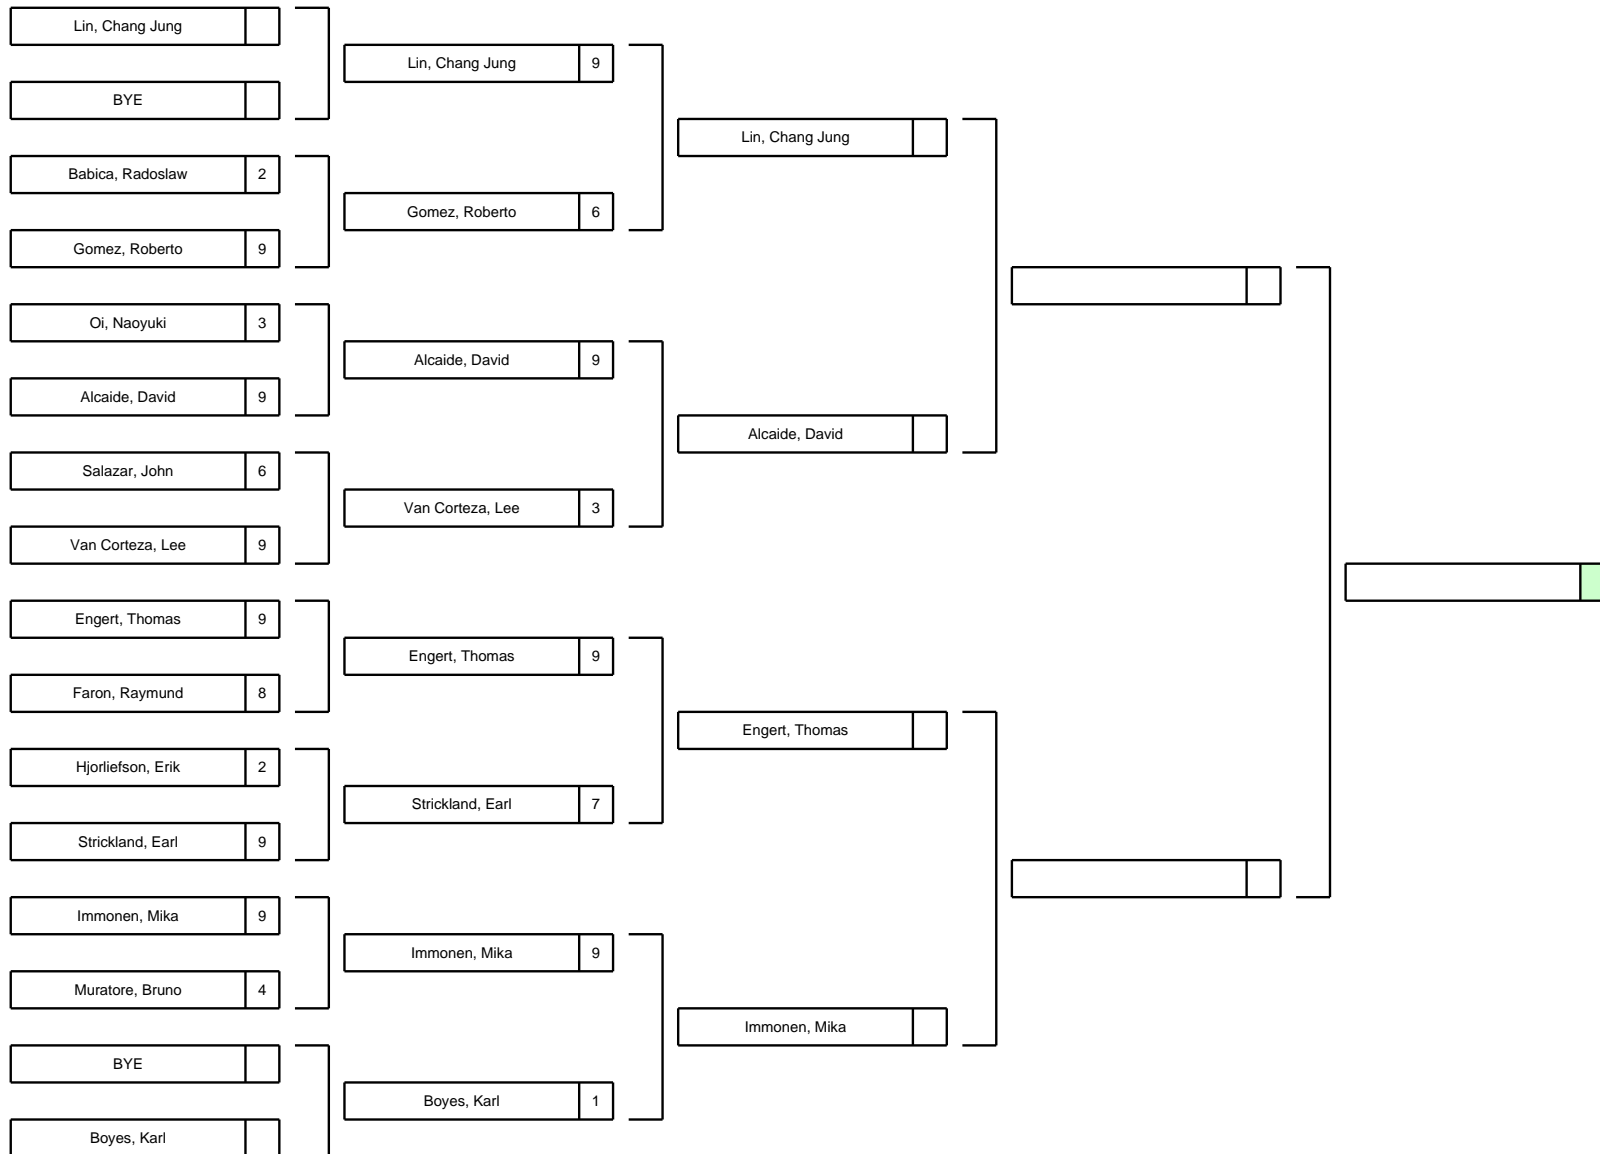 Lin, Chang Jung
BYE
Babica, Radoslaw 2
Gomez, Roberto 9
Oi, Naoyuki 3
Alcaide, David 9
Salazar, John 6
Van Corteza, Lee 9
Engert, Thomas 9
Faron, Raymund 8
Hjorliefson, Erik 2
Strickland, Earl 9
Immonen, Mika 9
Muratore, Bruno 4
BYE
Boyes, Karl
Lin, Chang Jung 9
Gomez, Roberto 6
Alcaide, David 9
Van Corteza, Lee 3
Engert, Thomas 9
Strickland, Earl 7
Immonen, Mika 9
Boyes, Karl 1
Lin, Chang Jung
Alcaide, David
Engert, Thomas
Immonen, Mika